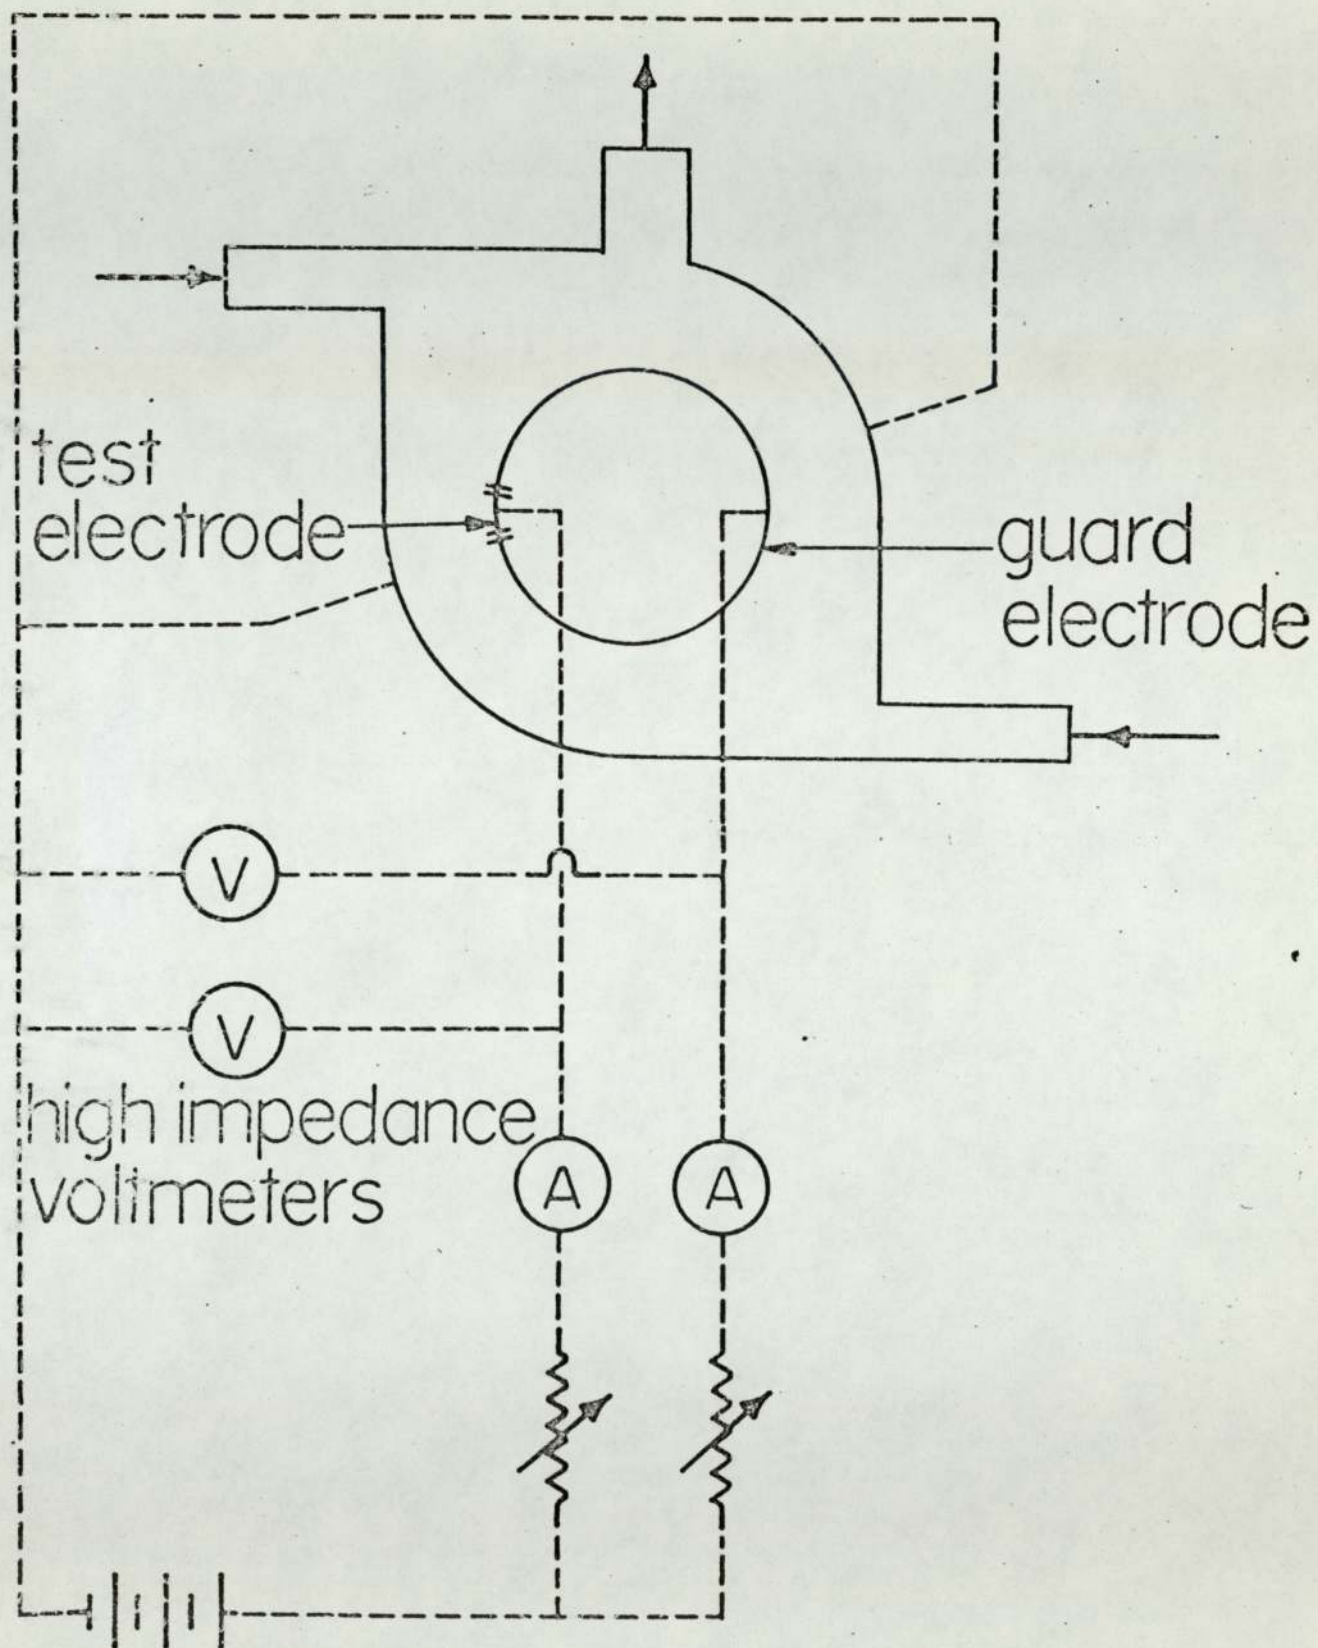 test
electrode
guard
electrode
V
V
high impedance
voltmeters
A
A